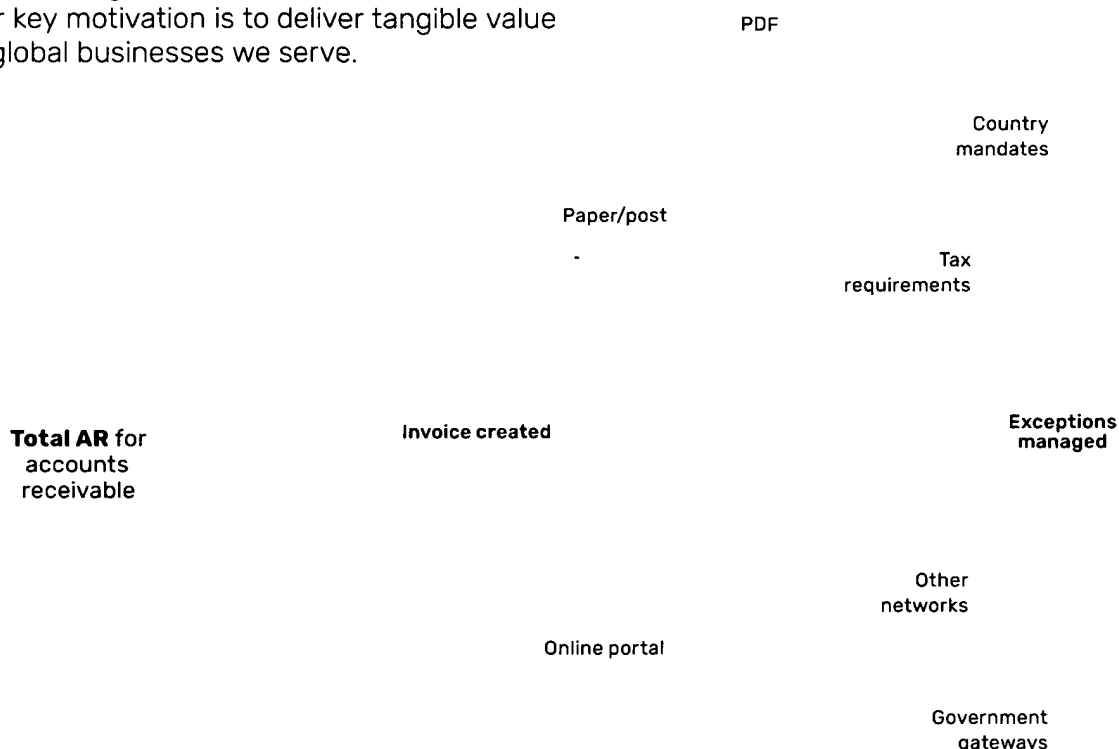 r key motivation is to deliver tangible value
global businesses we serve.
PDF
Country
mandates
Paper/post
-
Tax
requirements
Total AR for
accounts
receivable
Invoice created
Exceptions
managed
Other
networks
Online portal
Government
gateways